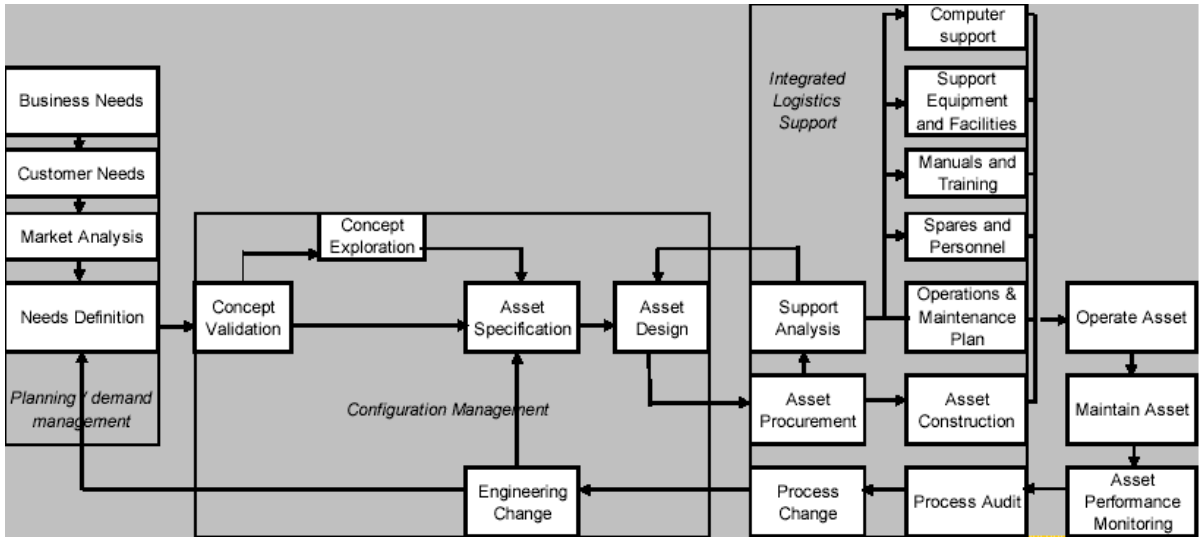 Computer
support
Integrated
Logistics
Support
Support
Equipment
and Facilities
Business Needs
Customer Needs
Manuals and
Training
Market Analysis
Concept
Exploration
Spares and
Personnel
Needs Definition
Concept
Validation
Asset
Specification
Asset
Design
Support
Analysis
Operations &
Maintenance
Plan
Operate Asset
Planning / demand
management
Configuration Management
Asset
Procurement
Asset
Construction
Maintain Asset
Engineering
Change
Process
Change
Process Audit
Asset
Performance
Monitoring